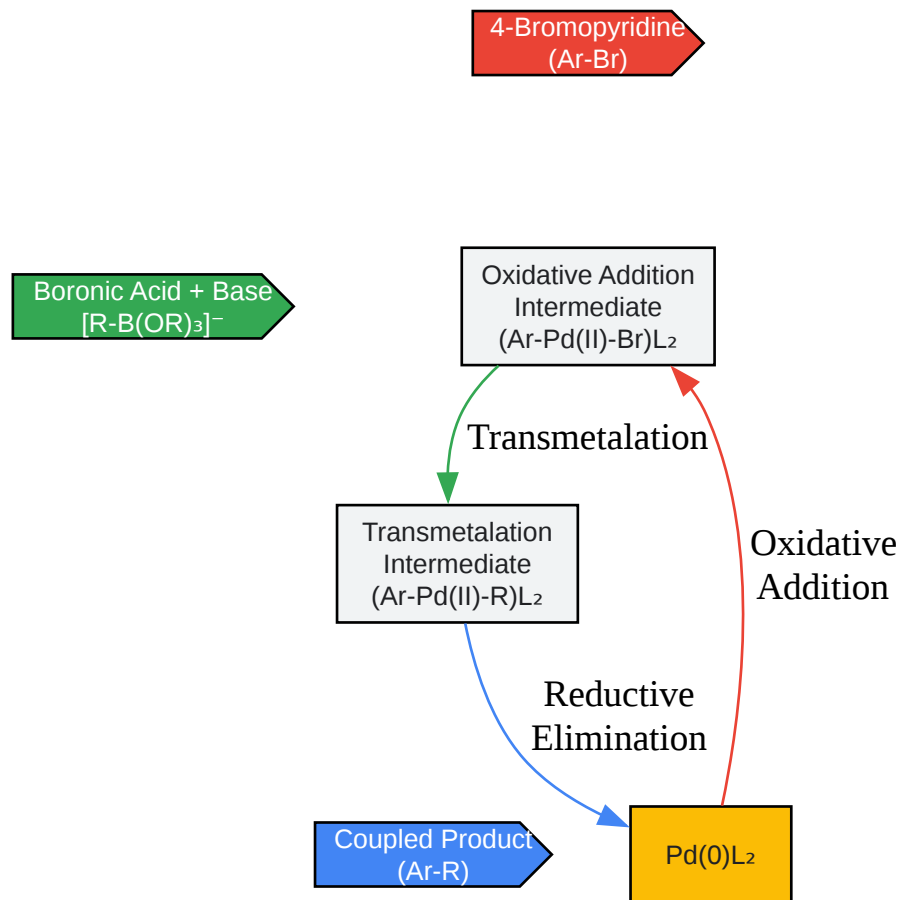 4-Bromopyridine
(Ar-Br)
Boronic Acid + Base
[R-B(OR)₃]⁻
Oxidative Addition
Intermediate
(Ar-Pd(II)-Br)L₂
Transmetalation
Transmetalation
Intermediate
(Ar-Pd(II)-R)L₂
Oxidative
Addition
Reductive
Elimination
Coupled Product
(Ar-R)
Pd(0)L₂